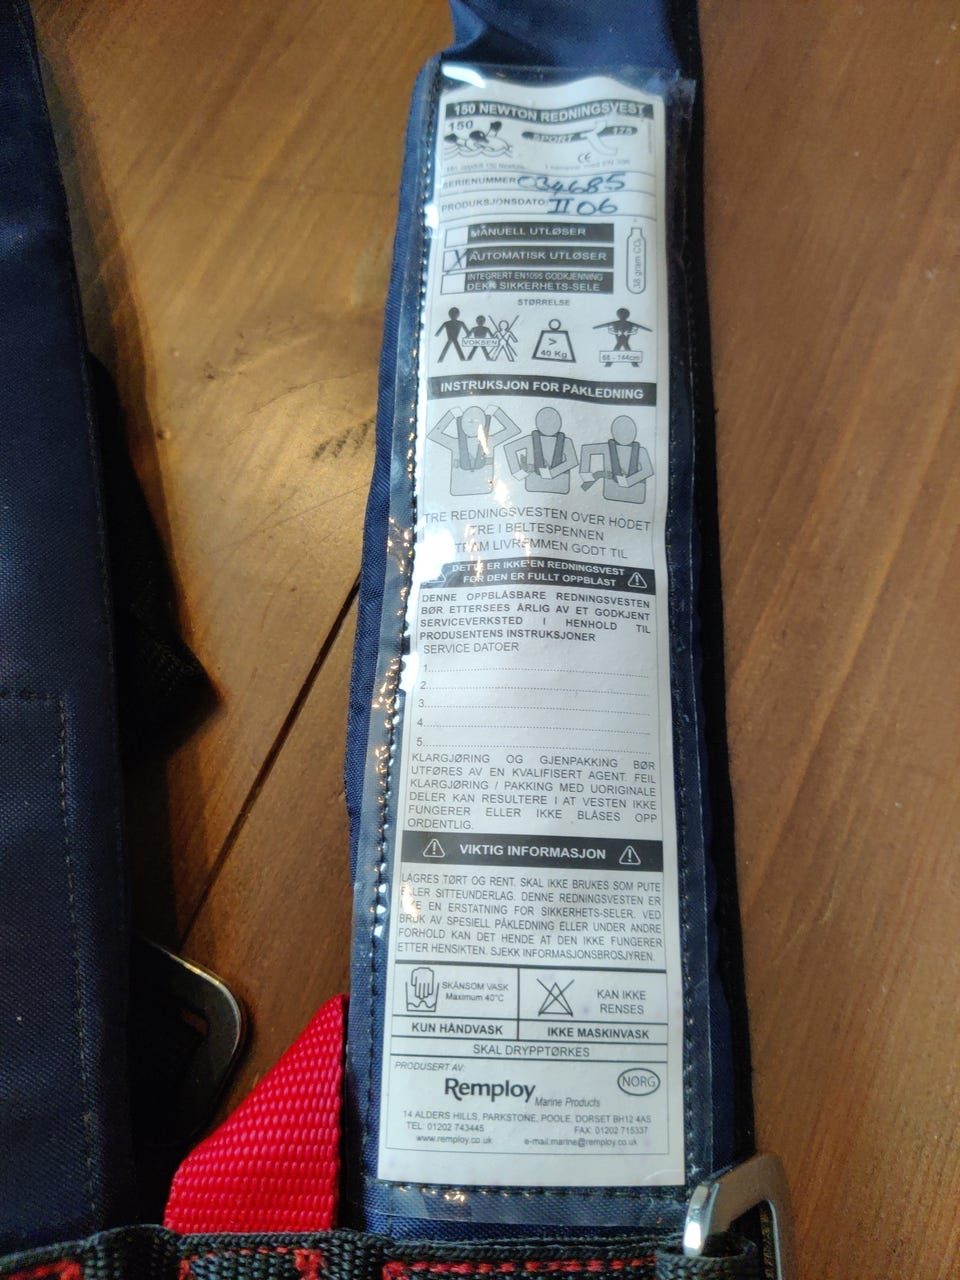 150 NEWTON REDNINGSVEST
150
SPORT 175
CE
SERIENUMMER 034685
PRODUKSJONSDATO: II 06
MANUELL UTLØSER
X AUTOMATISK UTLØSER
INTEGRERT EN1095 GODKJENNING
DEKK SIKKERHETS-SELE
38 gram CO₂
STØRRELSE
VOKSEN
>
40 Kg
- 144cm
INSTRUKSJON FOR PÅKLEDNING
TRE REDNINGSVESTEN OVER HODET
TRE I BELTESPENNEN
LIVREMMEN GODT TIL
DETTE ER IKKE EN REDNINGSVEST
FØR DEN ER FULLT OPPBLÅST
DENNE OPPBLÅSBARE REDNINGSVESTEN
BØR ETTERSEES ÅRLIG AV ET GODKJENT
SERVICEVERKSTED I HENHOLD TIL
PRODUSENTENS INSTRUKSJONER
SERVICE DATOER
1
2
3
4
5
KLARGJØRING OG GJENPAKKING BØR
UTFØRES AV EN KVALIFISERT AGENT. FEIL
KLARGJØRING / PAKKING MED UORIGINALE
DELER KAN RESULTERE I AT VESTEN IKKE
FUNGERER ELLER IKKE BLÅSES OPP
ORDENTLIG.
VIKTIG INFORMASJON
LAGRES TØRT OG RENT. SKAL IKKE BRUKES SOM PUTE
ELLER SITTEUNDERLAG. DENNE REDNINGSVESTEN ER
IKKE EN ERSTATNING FOR SIKKERHETS-SELER. VED
BRUK AV SPESIELL PÅKLEDNING ELLER UNDER ANDRE
FORHOLD KAN DET HENDE AT DEN IKKE FUNGERER
ETTER HENSIKTEN. SJEKK INFORMASJONSBROSJYREN.
SKÅNSOM VASK
Maximum 40°C
KAN IKKE
RENSES
KUN HÅNDVASK
IKKE MASKINVASK
SKAL DRYPPTØRKES
PRODUSERT AV:
Remploy
Marine Products
NORG
14 ALDERS HILLS, PARKSTONE, POOLE, DORSET BH12 4AS
TEL. 01202 743445 FAX: 01202 715337
www.remploy.co.uk e-mail.marine@remploy.co.uk